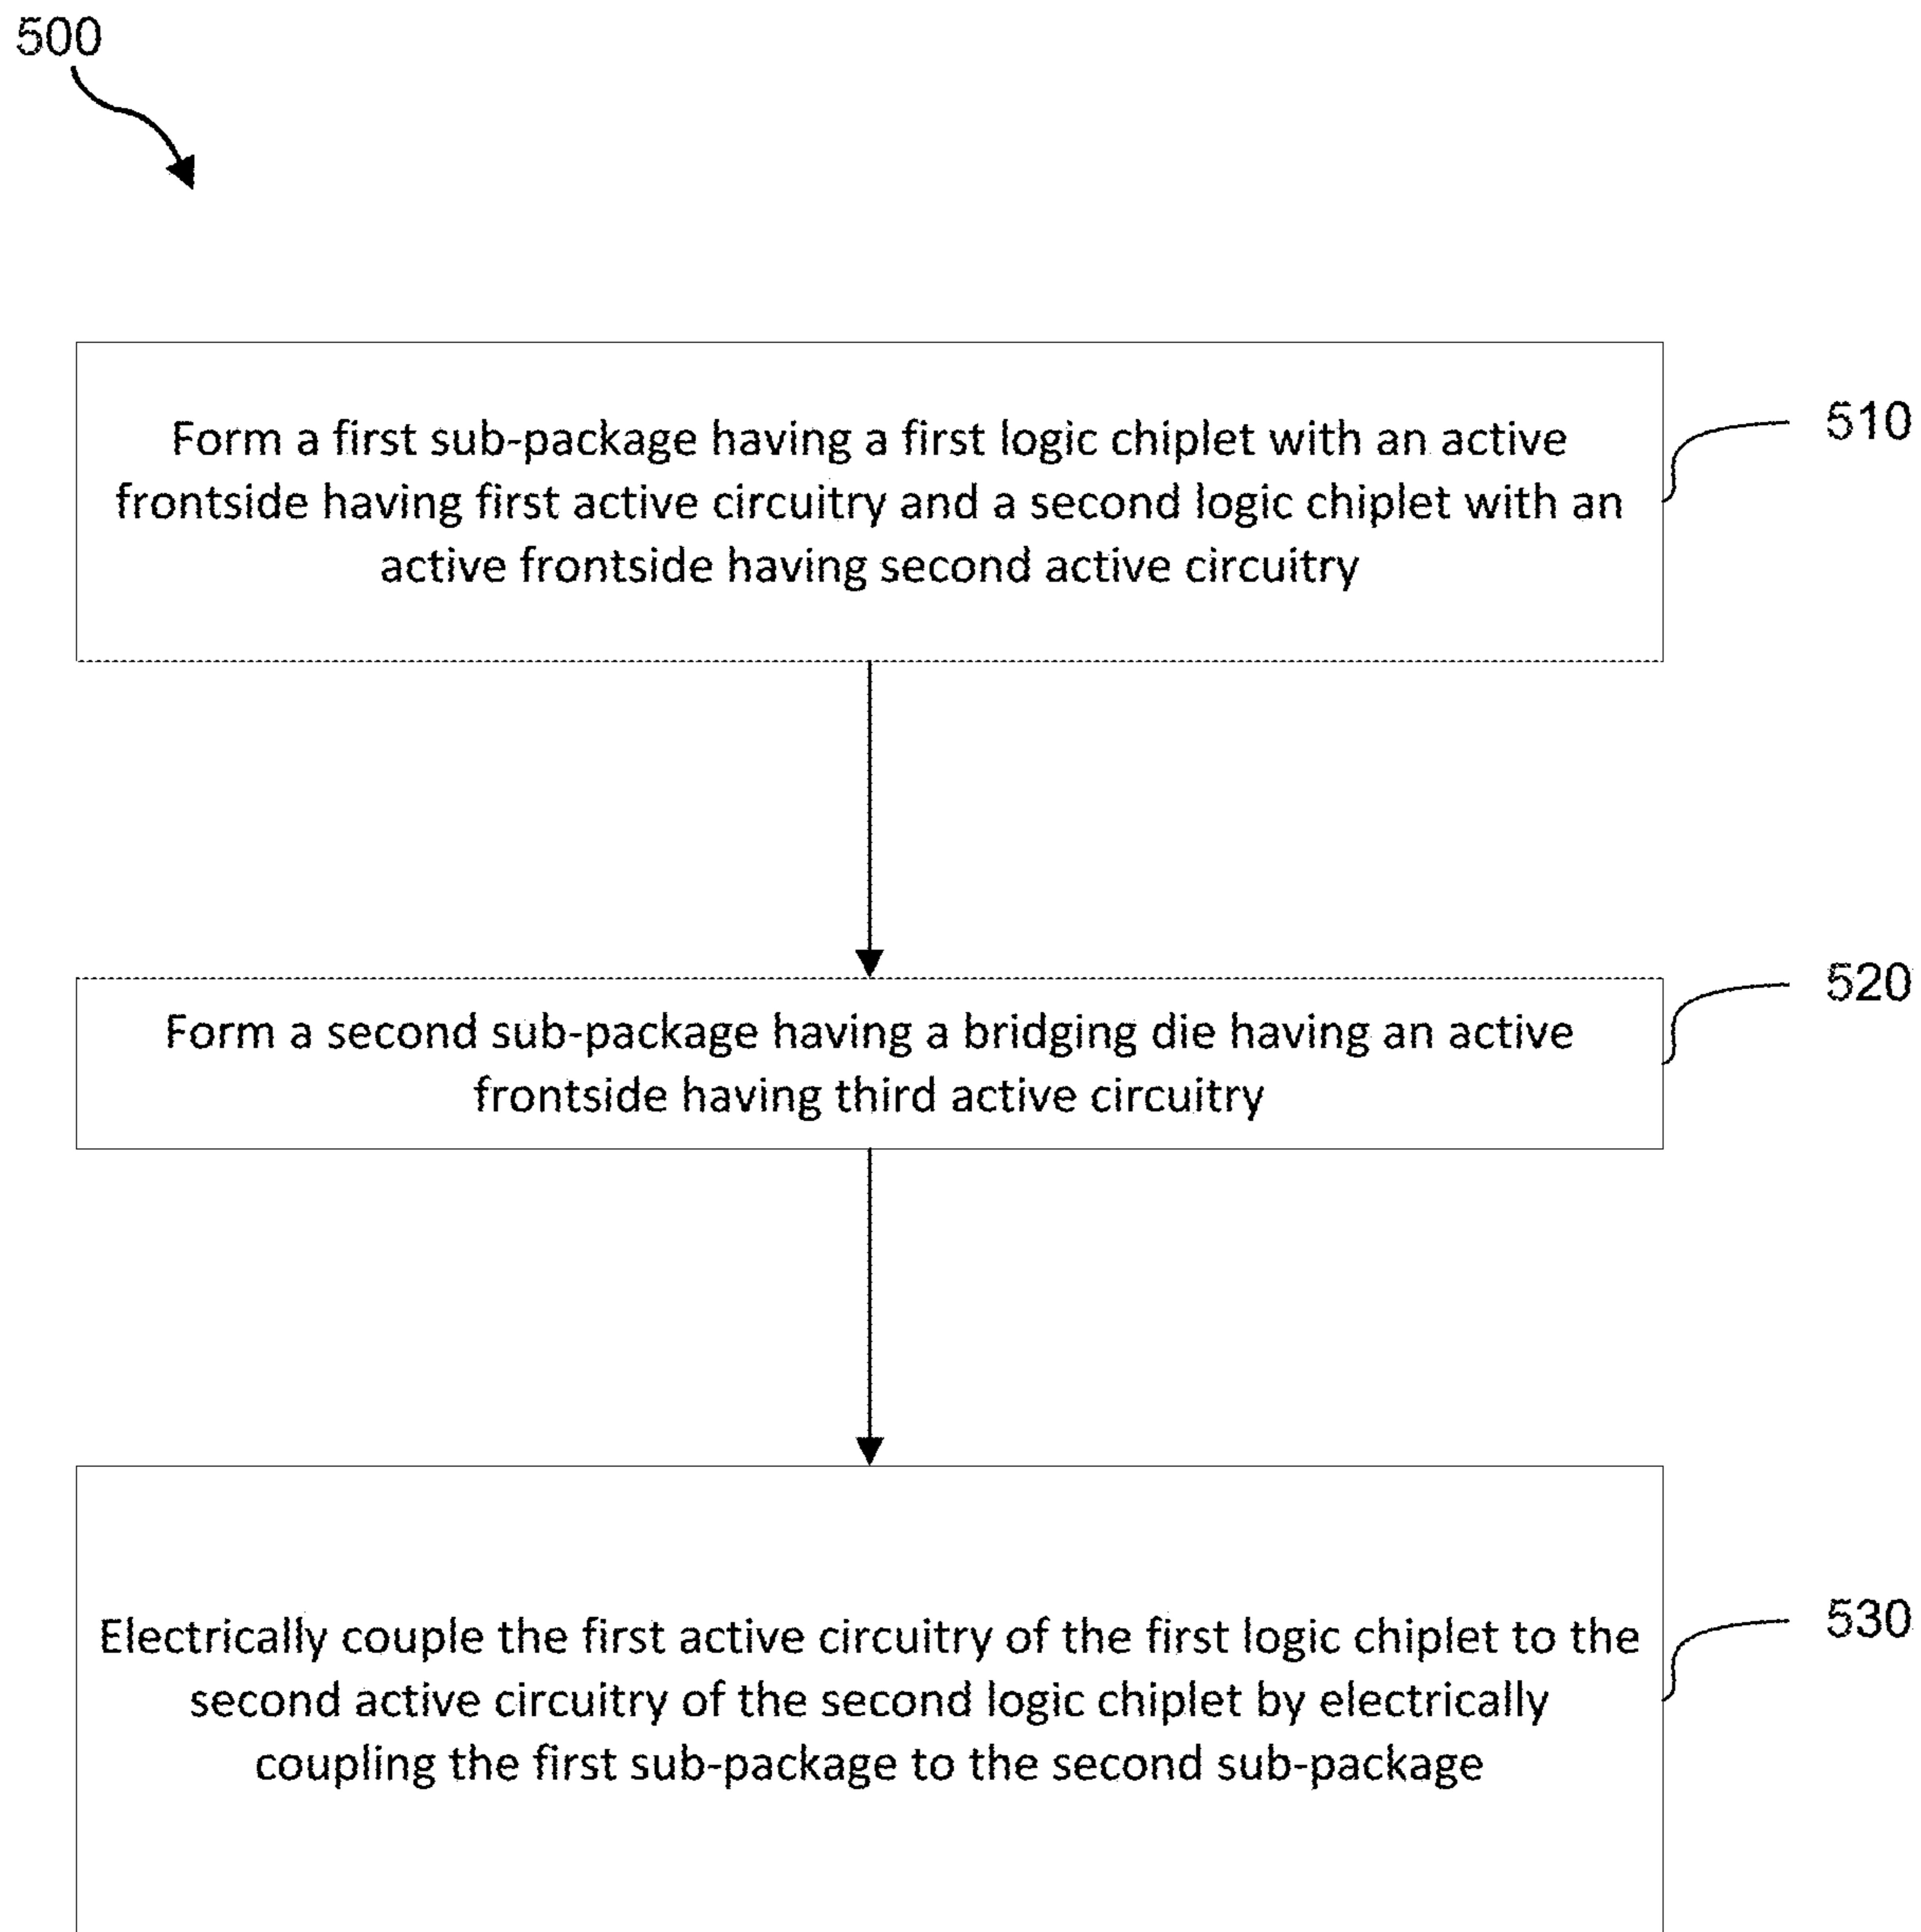 500
Form a first sub-package having a first logic chiplet with an active
frontside having first active circuitry and a second logic chiplet with an
active frontside having second active circuitry
510
Form a second sub-package having a bridging die having an active
frontside having third active circuitry
520
Electrically couple the first active circuitry of the first logic chiplet to the
second active circuitry of the second logic chiplet by electrically
coupling the first sub-package to the second sub-package
530